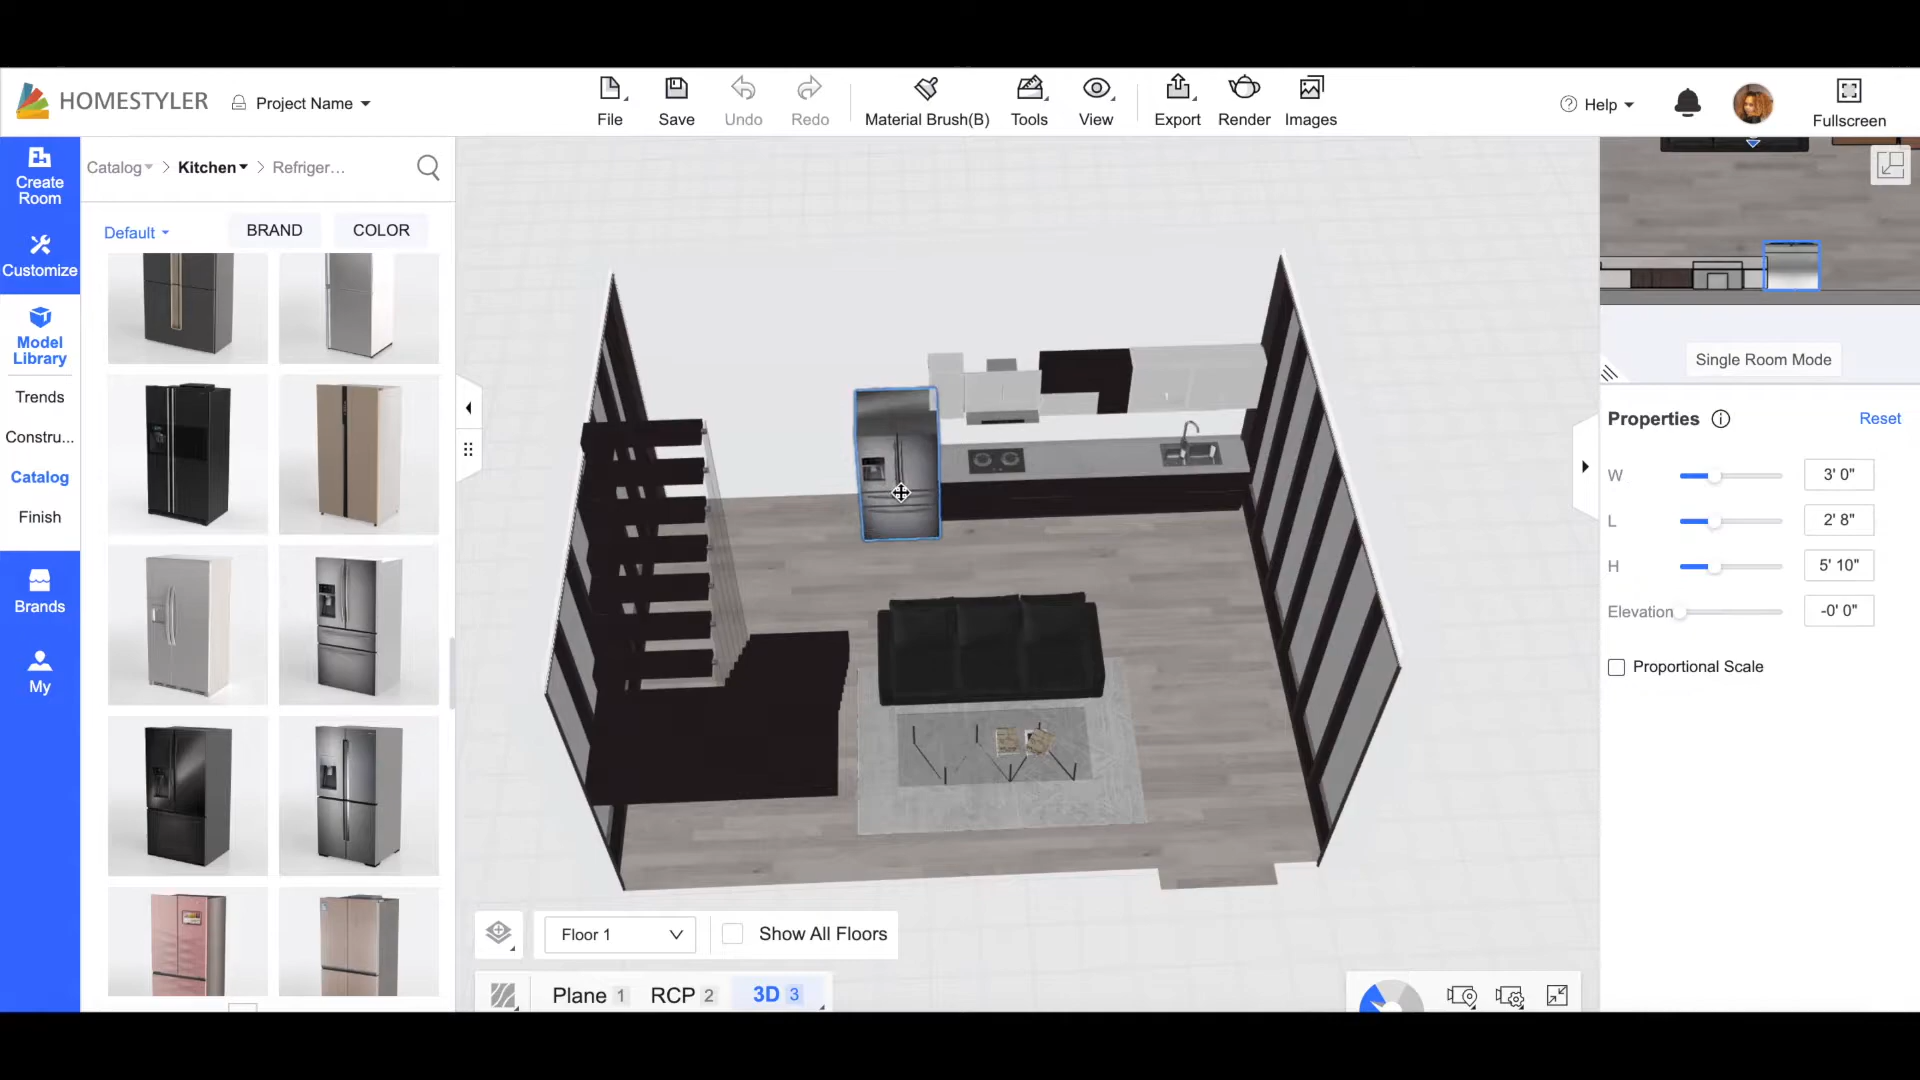 HOMESTYLER
Project Name
File
Save
Undo
Redo
Material Brush(B)
Tools
View
Export
Render
Images
Help
Fullscreen
Create
Room
Customize
Model
Library
Trends
Constru...
Catalog
Finish
Brands
My
Catalog
Kitchen
Refriger...
Default
BRAND
COLOR
Single Room Mode
Properties
Reset
W
3' 0"
L
2' 8"
H
5' 10"
Elevation
-0' 0"
Proportional Scale
Floor 1
Show All Floors
Plane 1
RCP 2
3D 3